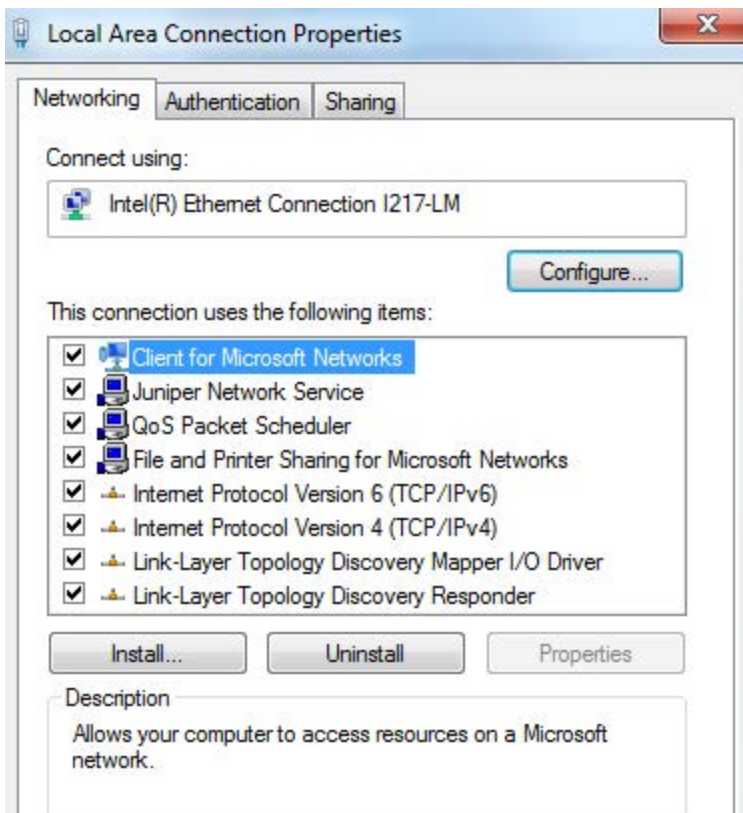 Local Area Connection Properties
Networking Authentication Sharing
Connect using:
Intel(R) Ethernet Connection I217-LM
Configure...
This connection uses the following items:
Client for Microsoft Networks
Juniper Network Service
QoS Packet Scheduler
File and Printer Sharing for Microsoft Networks
Internet Protocol Version 6 (TCP/IPv6)
Internet Protocol Version 4 (TCP/IPv4)
Link-Layer Topology Discovery Mapper I/O Driver
Link-Layer Topology Discovery Responder
Install... Uninstall Properties
Description
Allows your computer to access resources on a Microsoft
network.